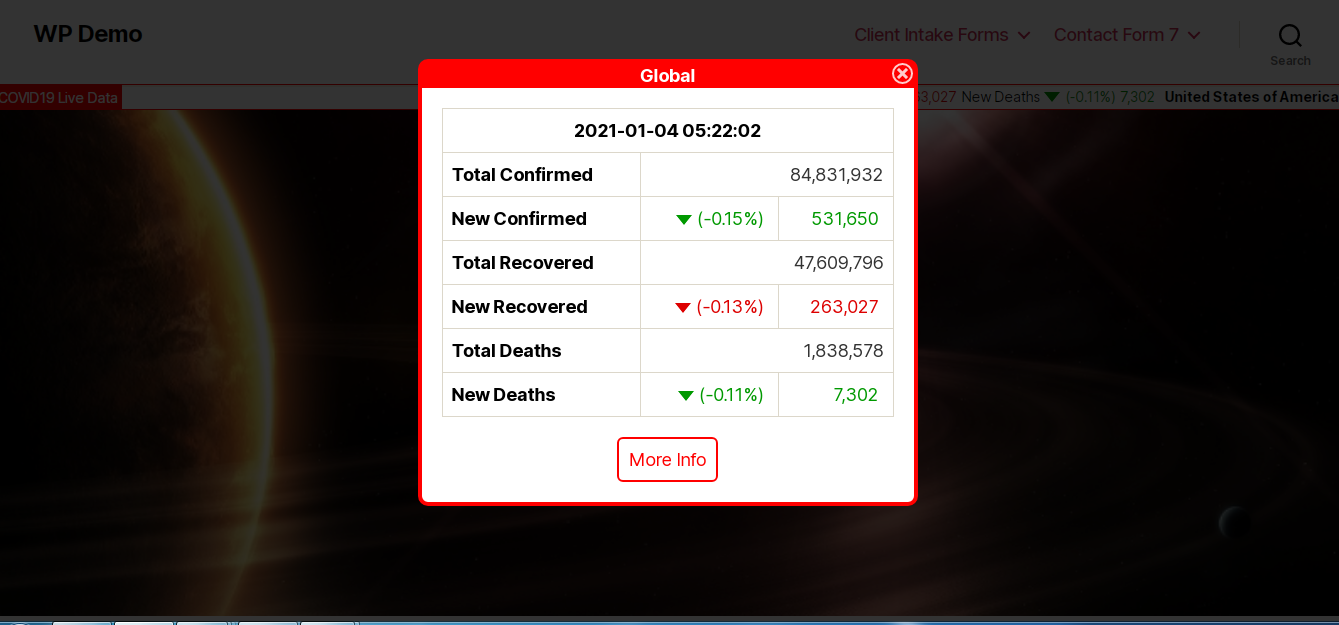 WP Demo
Client Intake Forms
Contact Form 7
Search
COVID19 Live Data
63,027 New Deaths (-0.11%) 7,302 United States of America
Global
2021-01-04 05:22:02
Total Confirmed 84,831,932
New Confirmed (-0.15%) 531,650
Total Recovered 47,609,796
New Recovered (-0.13%) 263,027
Total Deaths 1,838,578
New Deaths (-0.11%) 7,302
More Info